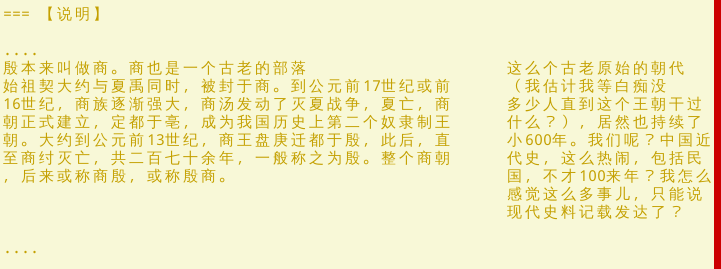 === 【说明】
....
殷本来叫做商。商也是一个古老的部落
始祖契大约与夏禹同时，被封于商。到公元前17世纪或前
16世纪，商族逐渐强大，商汤发动了灭夏战争，夏亡，商
朝正式建立，定都于亳，成为我国历史上第二个奴隶制王
朝。大约到公元前13世纪，商王盘庚迁都于殷，此后，直
至商纣灭亡，共二百七十余年，一般称之为殷。整个商朝
，后来或称商殷，或称殷商。
这么个古老原始的朝代
（我估计我等白痴没
多少人直到这个王朝干过
什么？），居然也持续了
小600年。我们呢？中国近
代史，这么热闹，包括民
国，不才100来年？我怎么
感觉这么多事儿，只能说
现代史料记载发达了？
....